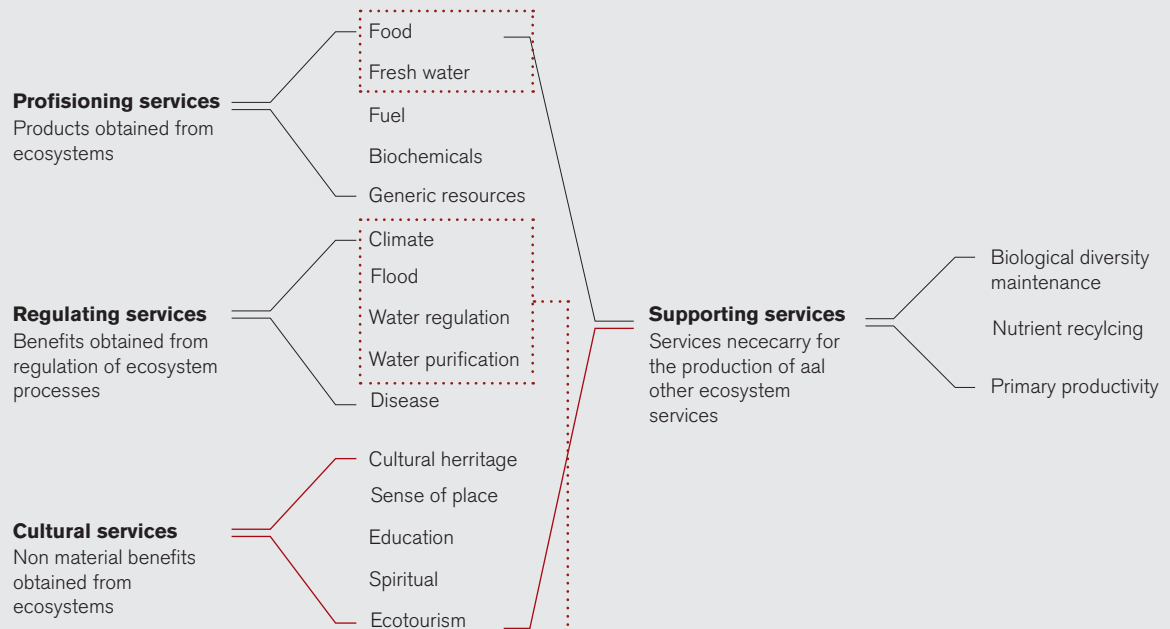 Profisioning services
Products obtained from
ecosystems
Food
Fresh water
Fuel
Biochemicals
Generic resources
Regulating services
Benefits obtained from
regulation of ecosystem
processes
Climate
Flood
Water regulation
Water purification
Disease
Cultural services
Non material benefits
obtained from
ecosystems
Cultural herritage
Sense of place
Education
Spiritual
Ecotourism
Supporting services
Services nececarry for
the production of aal
other ecosystem
services
Biological diversity
maintenance
Nutrient recylcing
Primary productivity